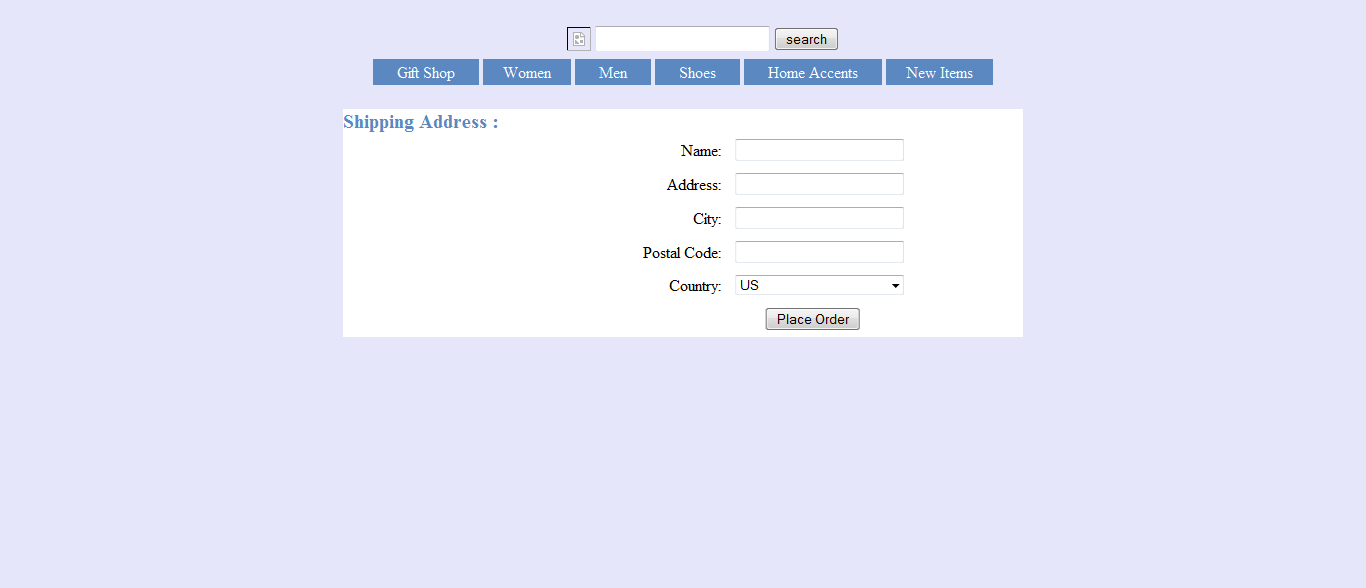 search
Gift Shop Women Men Shoes Home Accents New Items
Shipping Address :
Name:
Address:
City:
Postal Code:
Country: US
Place Order